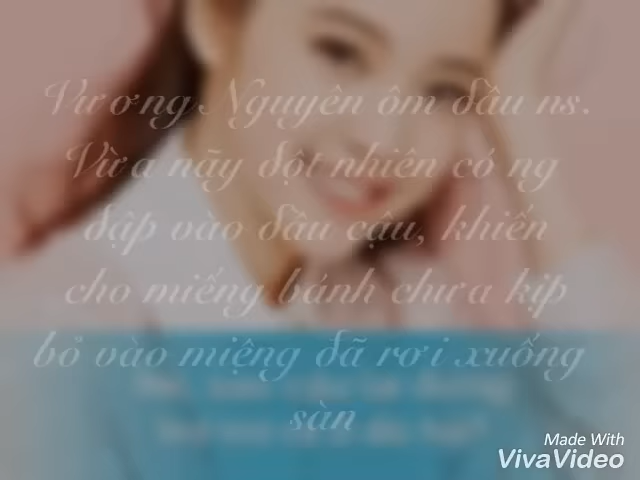 Vương Nguyên ôm đầu ns.
Vừa nãy đột nhiên có ng
đập vào đầu cậu, khiến
cho miếng bánh chưa kịp
bỏ vào miệng đã rơi xuống
sàn
Made With
VivaVideo